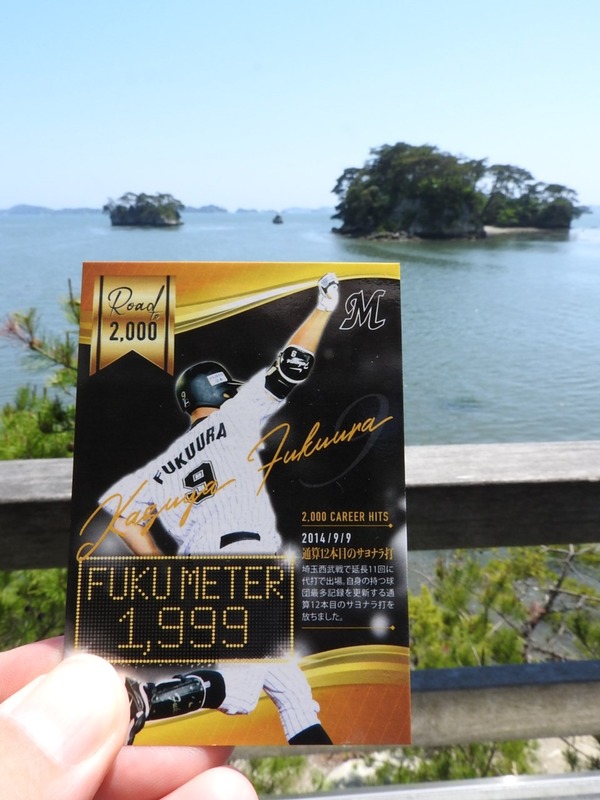 Road
to
2,000
M
FUKUURA
9
Kazuya Fukuura
2,000 CAREER HITS
2014/9/9
通算12本目のサヨナラ打
埼玉西武戦で延長11回に
代打で出場。自身の持つ球
団最多記録を更新する通
算12本目のサヨナラ打を
放ちました。
FUKU METER
1,999